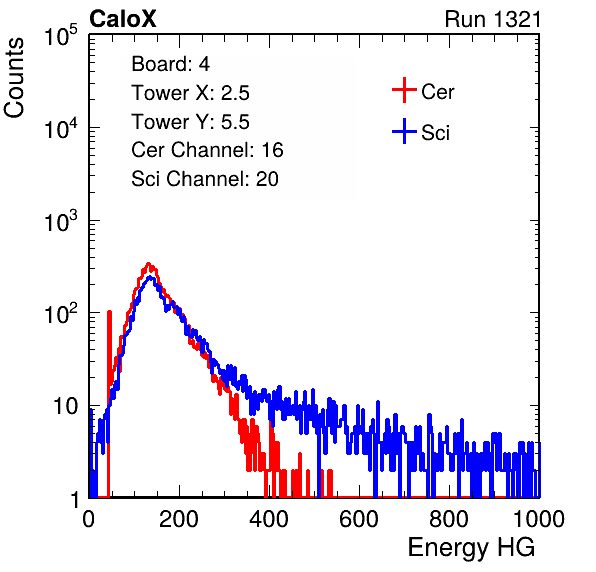 CaloX Run 1321
Counts
Board: 4
Tower X: 2.5
Tower Y: 5.5
Cer Channel: 16
Sci Channel: 20
Cer
Sci
10^5
10^4
10^3
10^2
10
1
0 200 400 600 800 1000
Energy HG